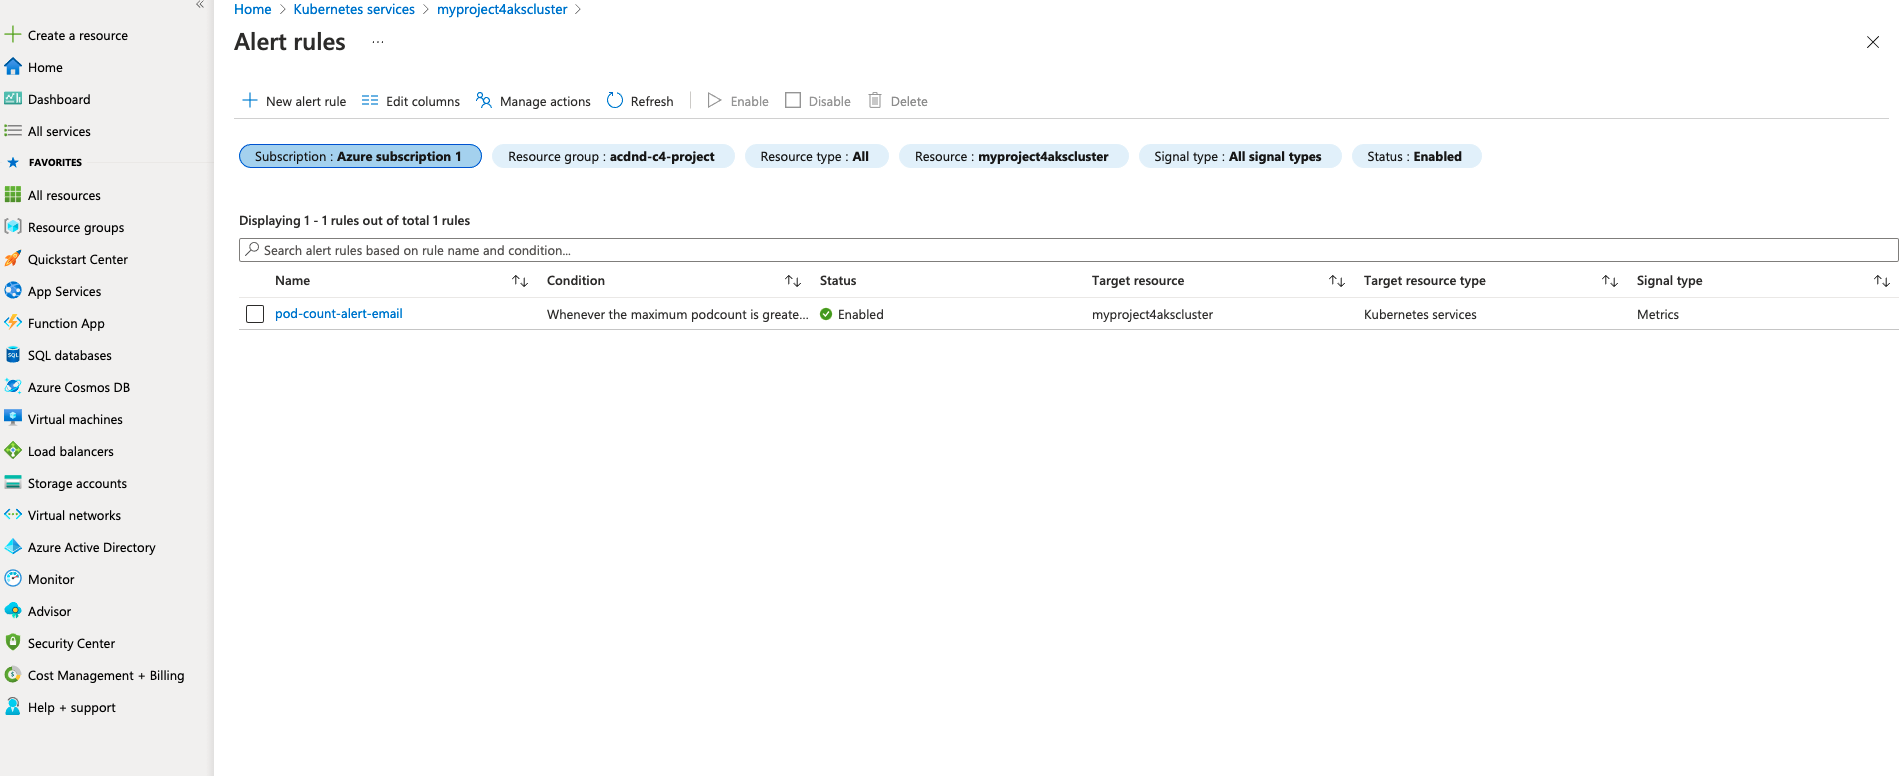 Home > Kubernetes services > myproject4akscluster >
Alert rules ...
Create a resource
Home
Dashboard
All services
FAVORITES
All resources
Resource groups
Quickstart Center
App Services
Function App
SQL databases
Azure Cosmos DB
Virtual machines
Load balancers
Storage accounts
Virtual networks
Azure Active Directory
Monitor
Advisor
Security Center
Cost Management + Billing
Help + support
New alert rule Edit columns Manage actions Refresh Enable Disable Delete
Subscription : Azure subscription 1 Resource group : acdnd-c4-project Resource type : All Resource : myproject4akscluster Signal type : All signal types Status : Enabled
Displaying 1 - 1 rules out of total 1 rules
Search alert rules based on rule name and condition...
Name Condition Status Target resource Target resource type Signal type
pod-count-alert-email Whenever the maximum podcount is greate... Enabled myproject4akscluster Kubernetes services Metrics